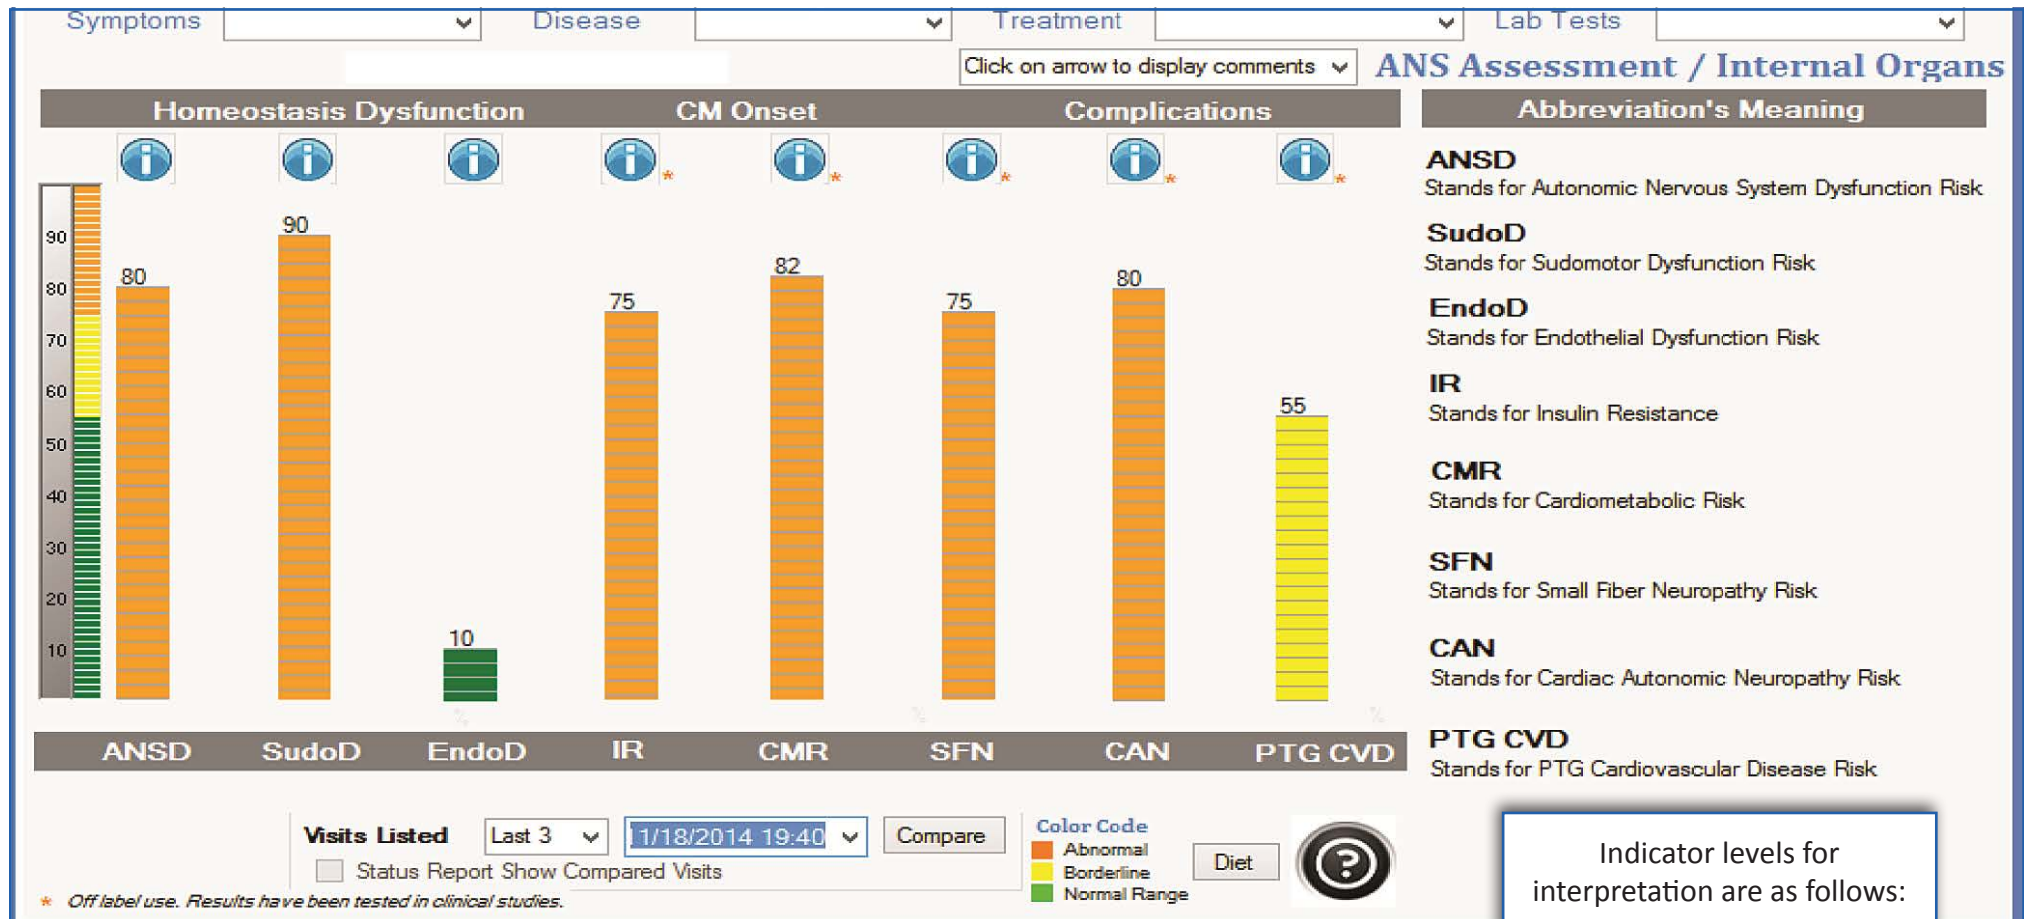 Symptoms Disease Treatment Lab Tests
Click on arrow to display comments
ANS Assessment / Internal Organs
Homeostasis Dysfunction CM Onset Complications
Abbreviation's Meaning
* * * * *
90
80
70
60
50
40
30
20
10
80 90 10 75 82 75 80 55
% % %
ANSD SudoD EndoD IR CMR SFN CAN PTG CVD
ANSD
Stands for Autonomic Nervous System Dysfunction Risk
SudoD
Stands for Sudomotor Dysfunction Risk
EndoD
Stands for Endothelial Dysfunction Risk
IR
Stands for Insulin Resistance
CMR
Stands for Cardiometabolic Risk
SFN
Stands for Small Fiber Neuropathy Risk
CAN
Stands for Cardiac Autonomic Neuropathy Risk
PTG CVD
Stands for PTG Cardiovascular Disease Risk
Visits Listed Last 3 11/18/2014 19:40 Compare
Status Report Show Compared Visits
Color Code
Abnormal
Borderline
Normal Range
Diet
?
* Off label use. Results have been tested in clinical studies.
Indicator levels for
interpretation are as follows: